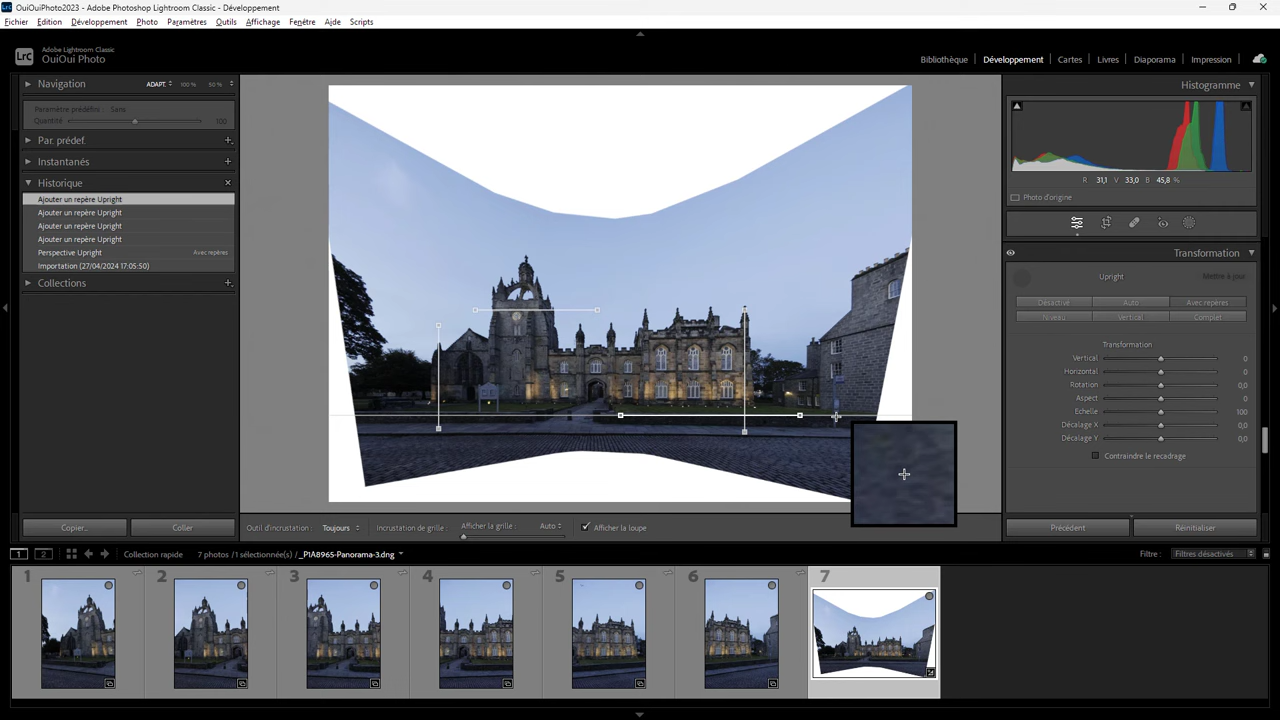 OuiOuiPhoto2023 - Adobe Photoshop Lightroom Classic - Développement
Fichier Edition Développement Photo Paramètres Outils Affichage Fenêtre Aide Scripts
LrC Adobe Lightroom Classic
OuiOui Photo
Bibliothèque Développement Cartes Livres Diaporama Impression
Navigation ADAPT. 100 % 50 %
Paramètre prédéfini : Sans
Quantité 100
Par. prédef.
Instantanés
Historique
Ajouter un repère Upright
Ajouter un repère Upright
Ajouter un repère Upright
Ajouter un repère Upright
Perspective Upright Avec repères
Importation (27/04/2024 17:05:50)
Collections
Copier... Coller
Histogramme
R 31,1 V 33,0 B 45,8 %
Photo d'origine
Transformation
Upright Mettre à jour
Désactivé Auto Avec repères
Niveau Vertical Complet
Transformation
Vertical 0
Horizontal 0
Rotation 0,0
Aspect 0
Echelle 100
Décalage X 0,0
Décalage Y 0,0
Contraindre le recadrage
Précédent Réinitialiser
Outil d'incrustation : Toujours Incrustation de grille : Afficher la grille : Auto Afficher la loupe
1 2 Collection rapide 7 photos /1 sélectionnée(s) /_P1A8965-Panorama-3.dng Filtre : Filtres désactivés
1 2 3 4 5 6 7